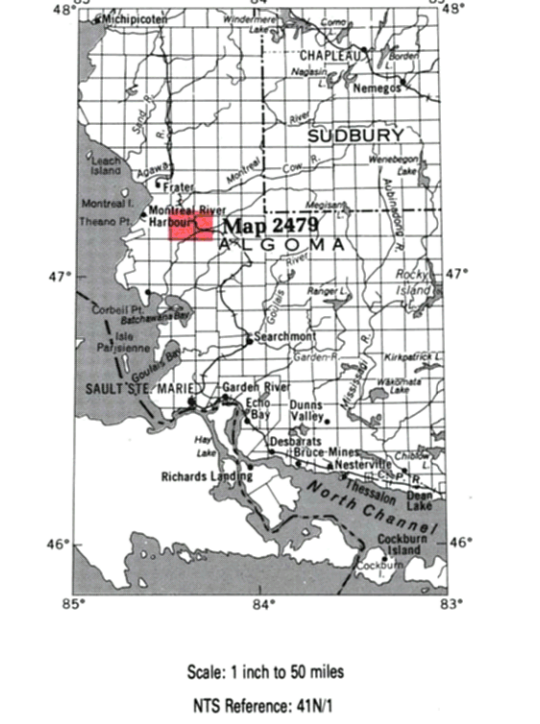 85°
84
83
48°
48°
Michipicoten
Windermere
Lake
Como
L.
CHAPLEAU
Borden
L.
Nagasin
L.
Nemegos
Sand R.
R.
River
SUDBURY
Leach
Island
Agawa
Montreal
Cow R.
Wenebegon
Lake
Frater
Montreal I.
Montreal River
Harbour
Theano Pt.
Megisan
L.
Aubinadong R.
Map 2479
ALGOMA
River
Goulais
47°
47°
Rocky
Island
Ranger L.
Corbeil Pt.
Batchawana Bay
Isle
Parisienne
Searchmont
Goulais Bay
Garden R.
Mississagi R.
Kirkpatrick L.
Wakomata
Lake
SAULT STE. MARIE
Garden River
Echo
Bay
Dunns
Valley
Hay
Lake
Desbarats
Bruce Mines
Nesterville
L.
C. P. R.
Richards Landing
Thessalon
Dean
Lake
North Channel
46°
46°
Cockburn
Island
Cockburn
I.
85°
84°
83°
Scale: 1 inch to 50 miles
NTS Reference: 41N/1